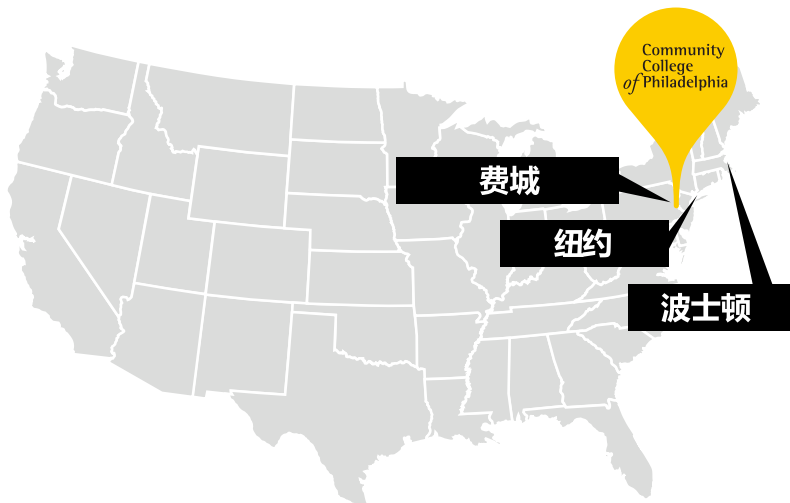 Community
College
of Philadelphia
费城
纽约
波士顿